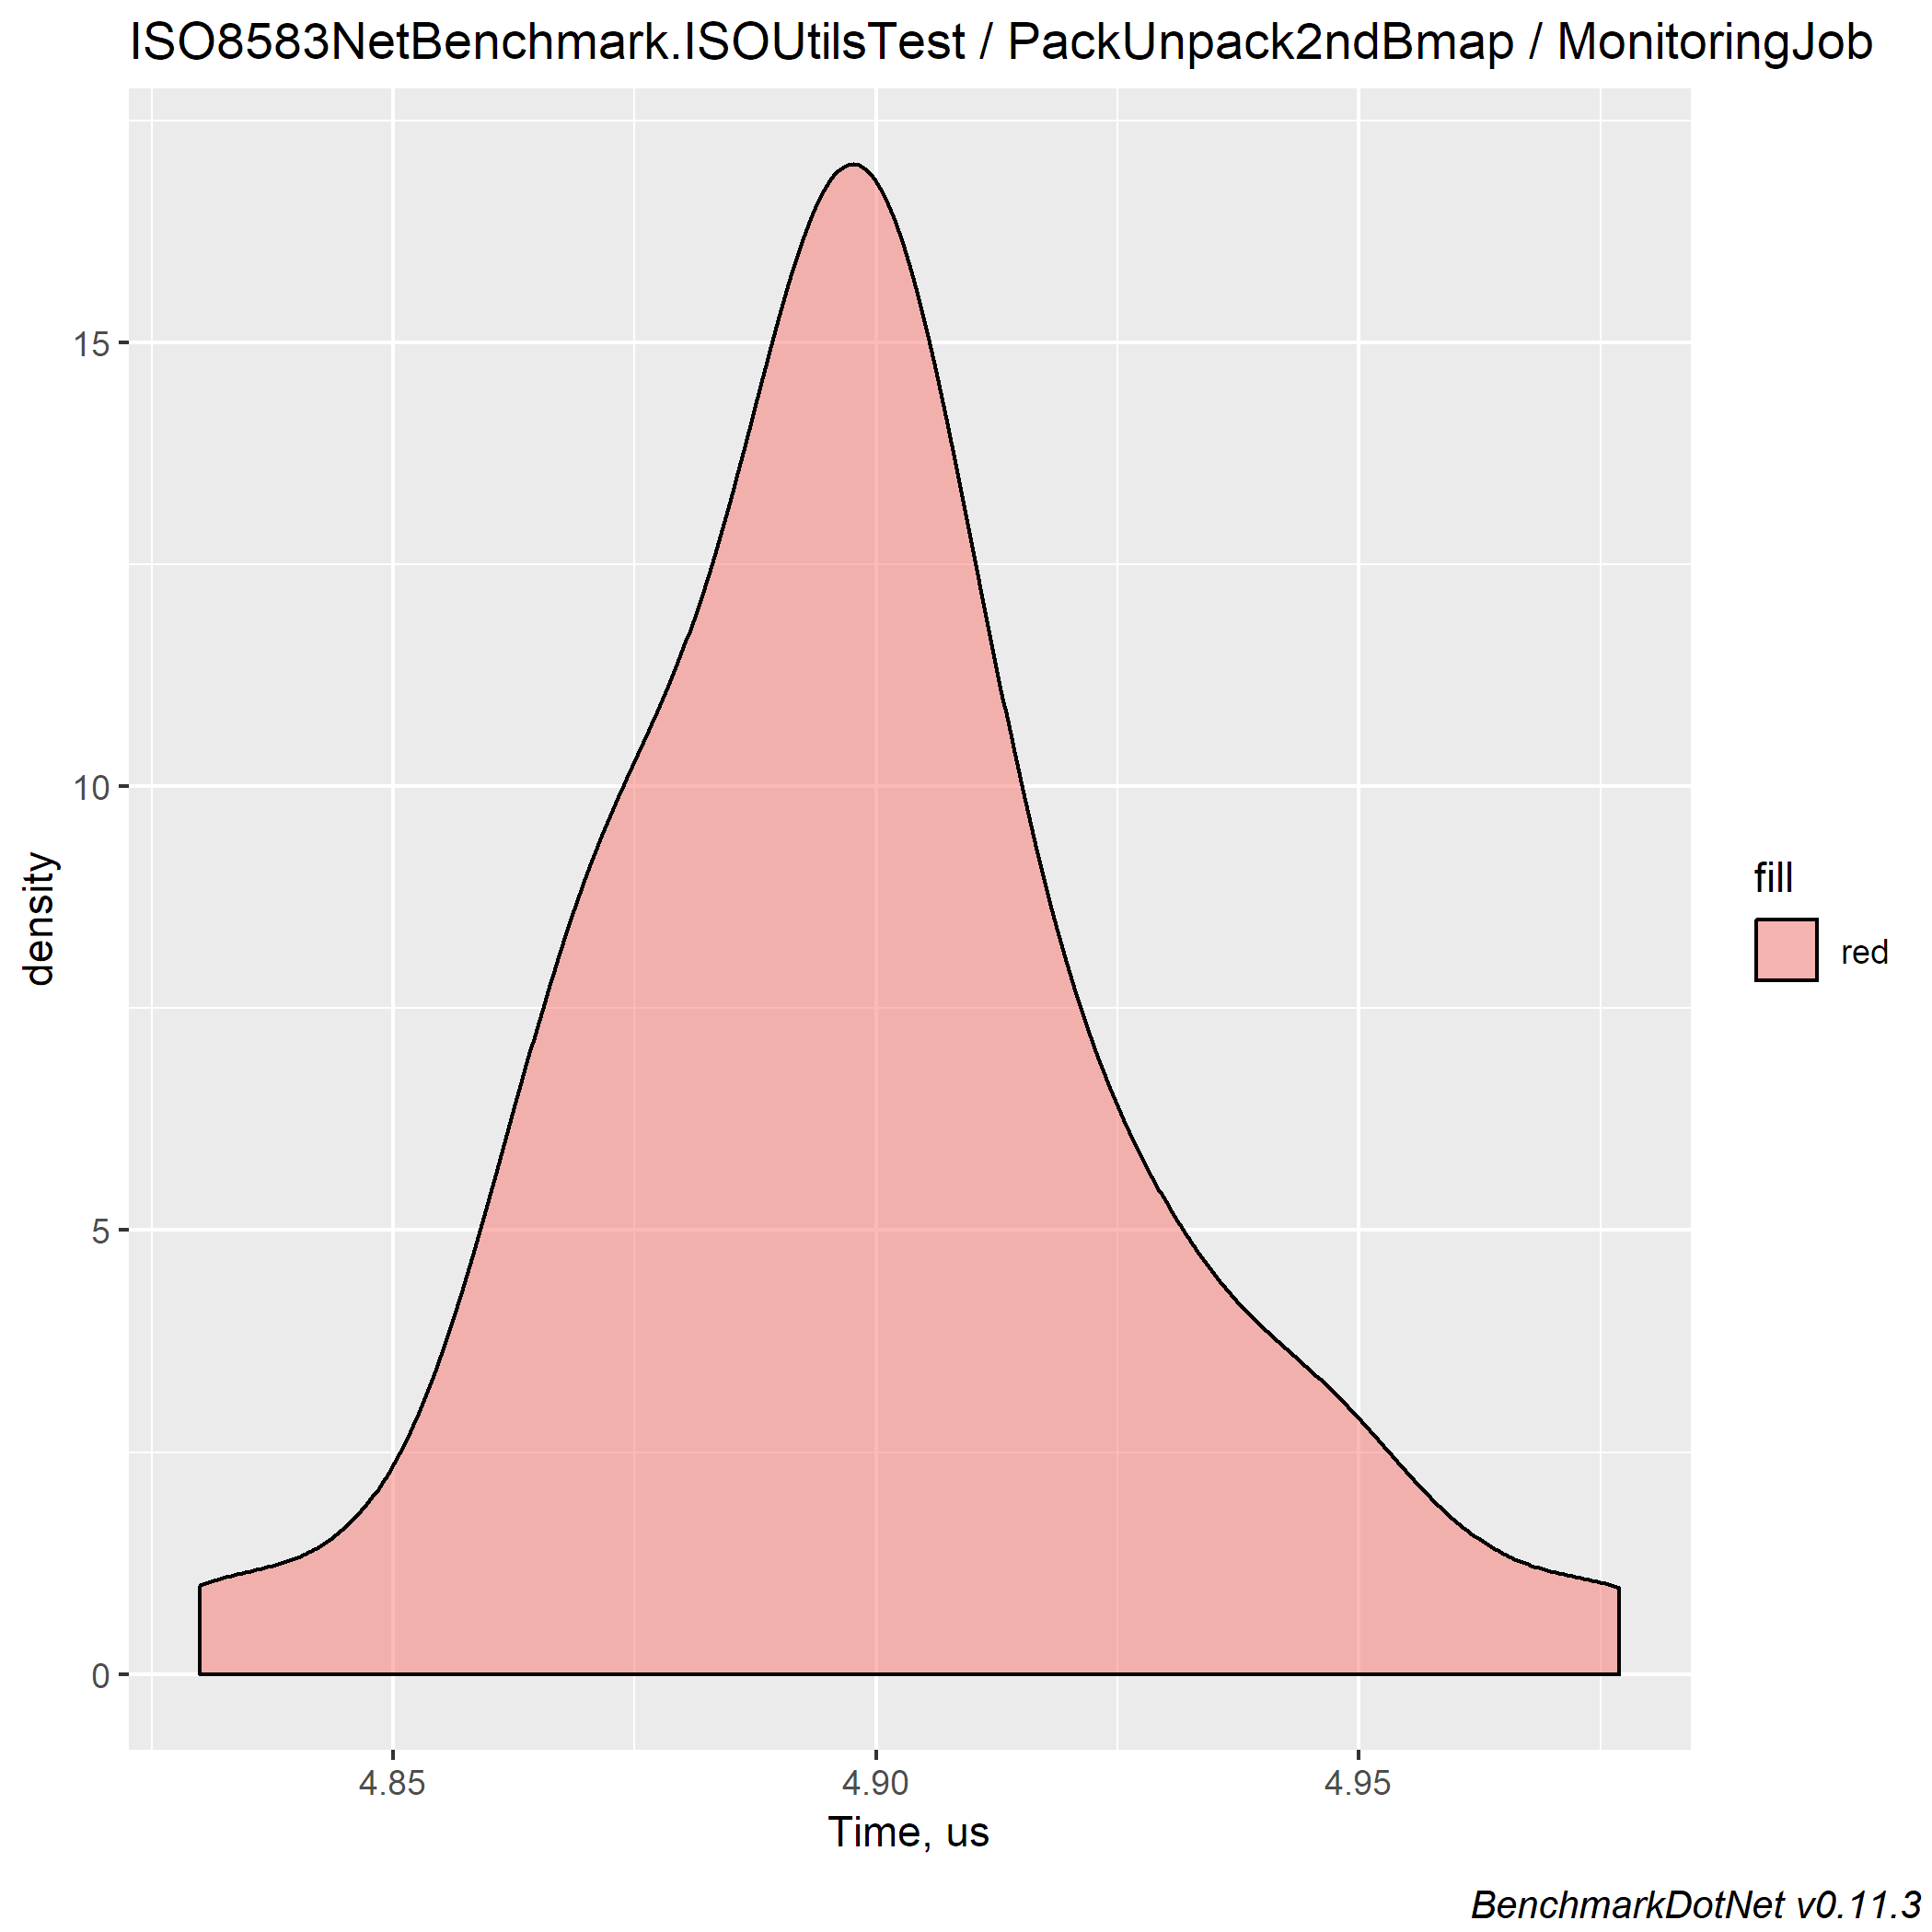 ISO8583NetBenchmark.ISOUtilsTest / PackUnpack2ndBmap / MonitoringJob
15
10
5
0
density
4.85 4.90 4.95
Time, us
fill
red
BenchmarkDotNet v0.11.3